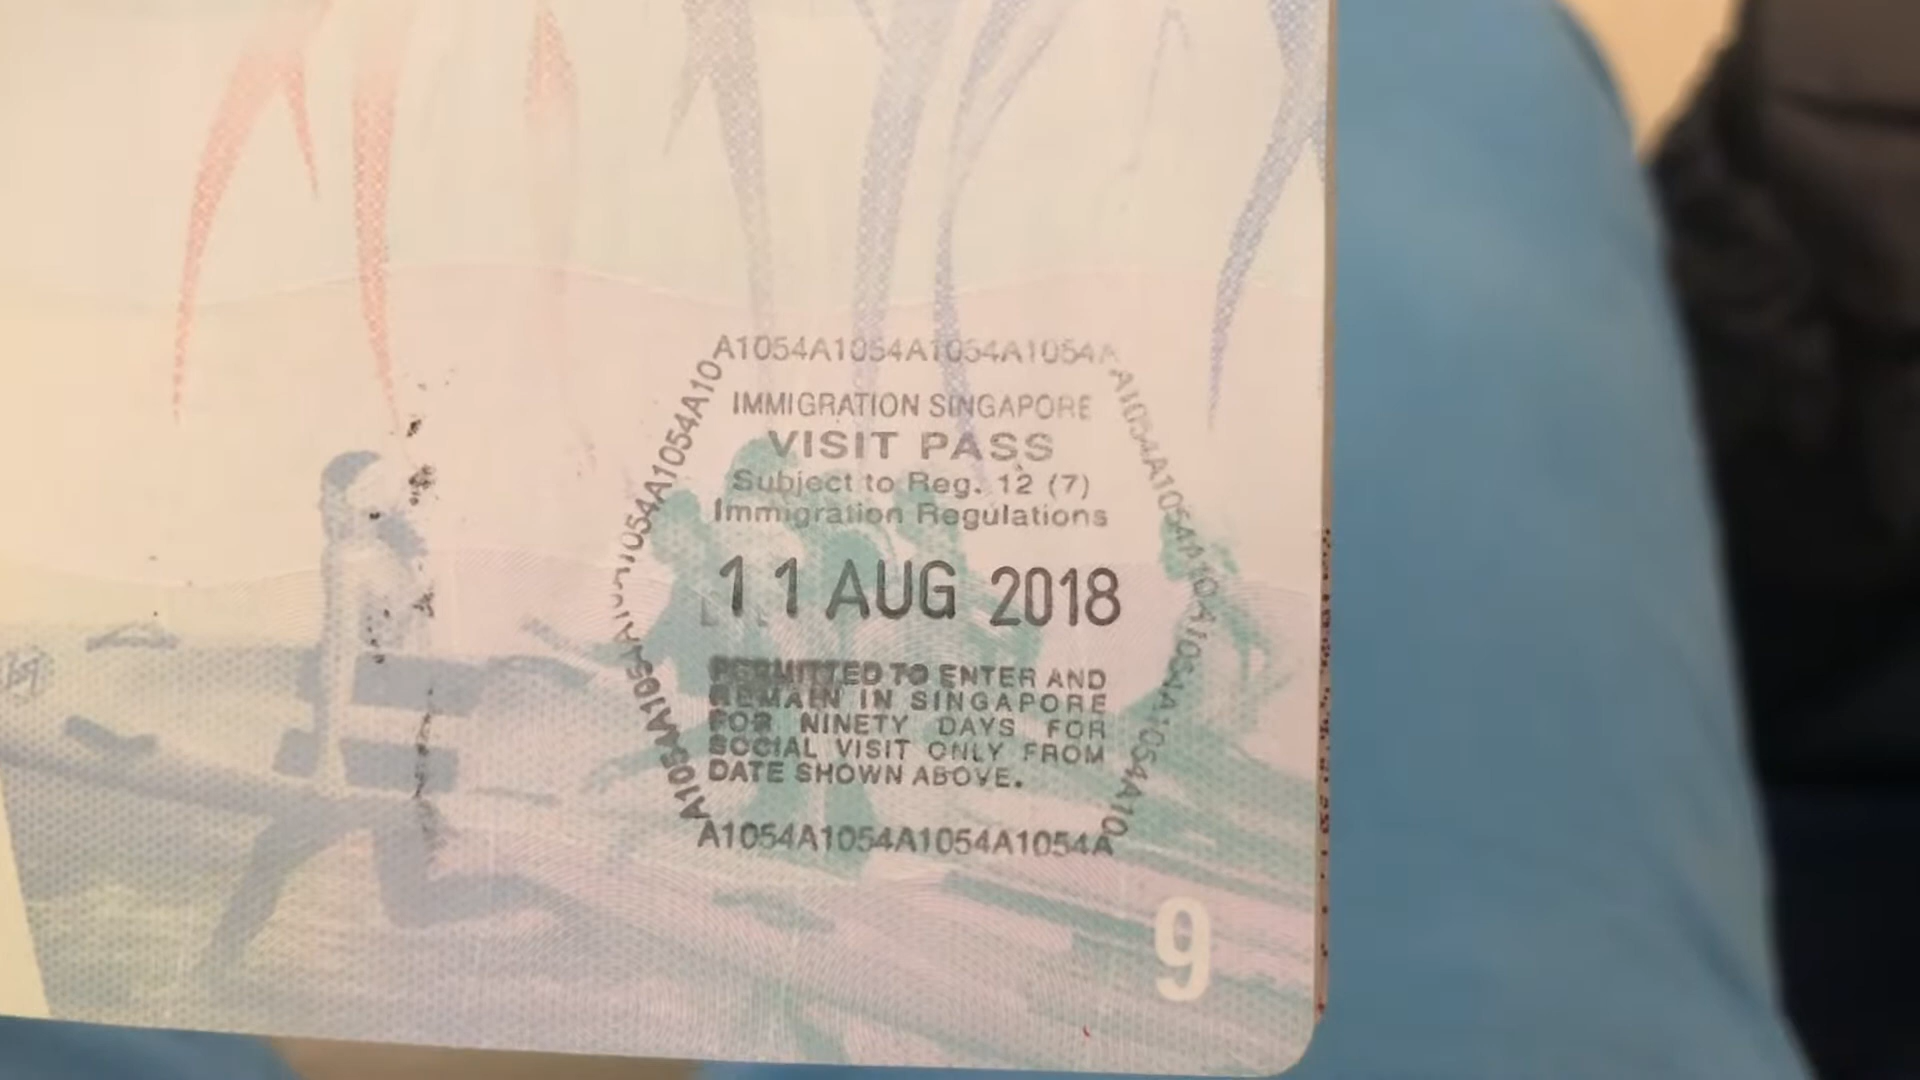 A1054A1054A1054A1054A
IMMIGRATION SINGAPORE
VISIT PASS
Subject to Reg. 12 (7)
Immigration Regulations
11 AUG 2018
PERMITTED TO ENTER AND
REMAIN IN SINGAPORE
FOR NINETY DAYS FOR
SOCIAL VISIT ONLY FROM
DATE SHOWN ABOVE.
A1054A1054A1054A1054A
9